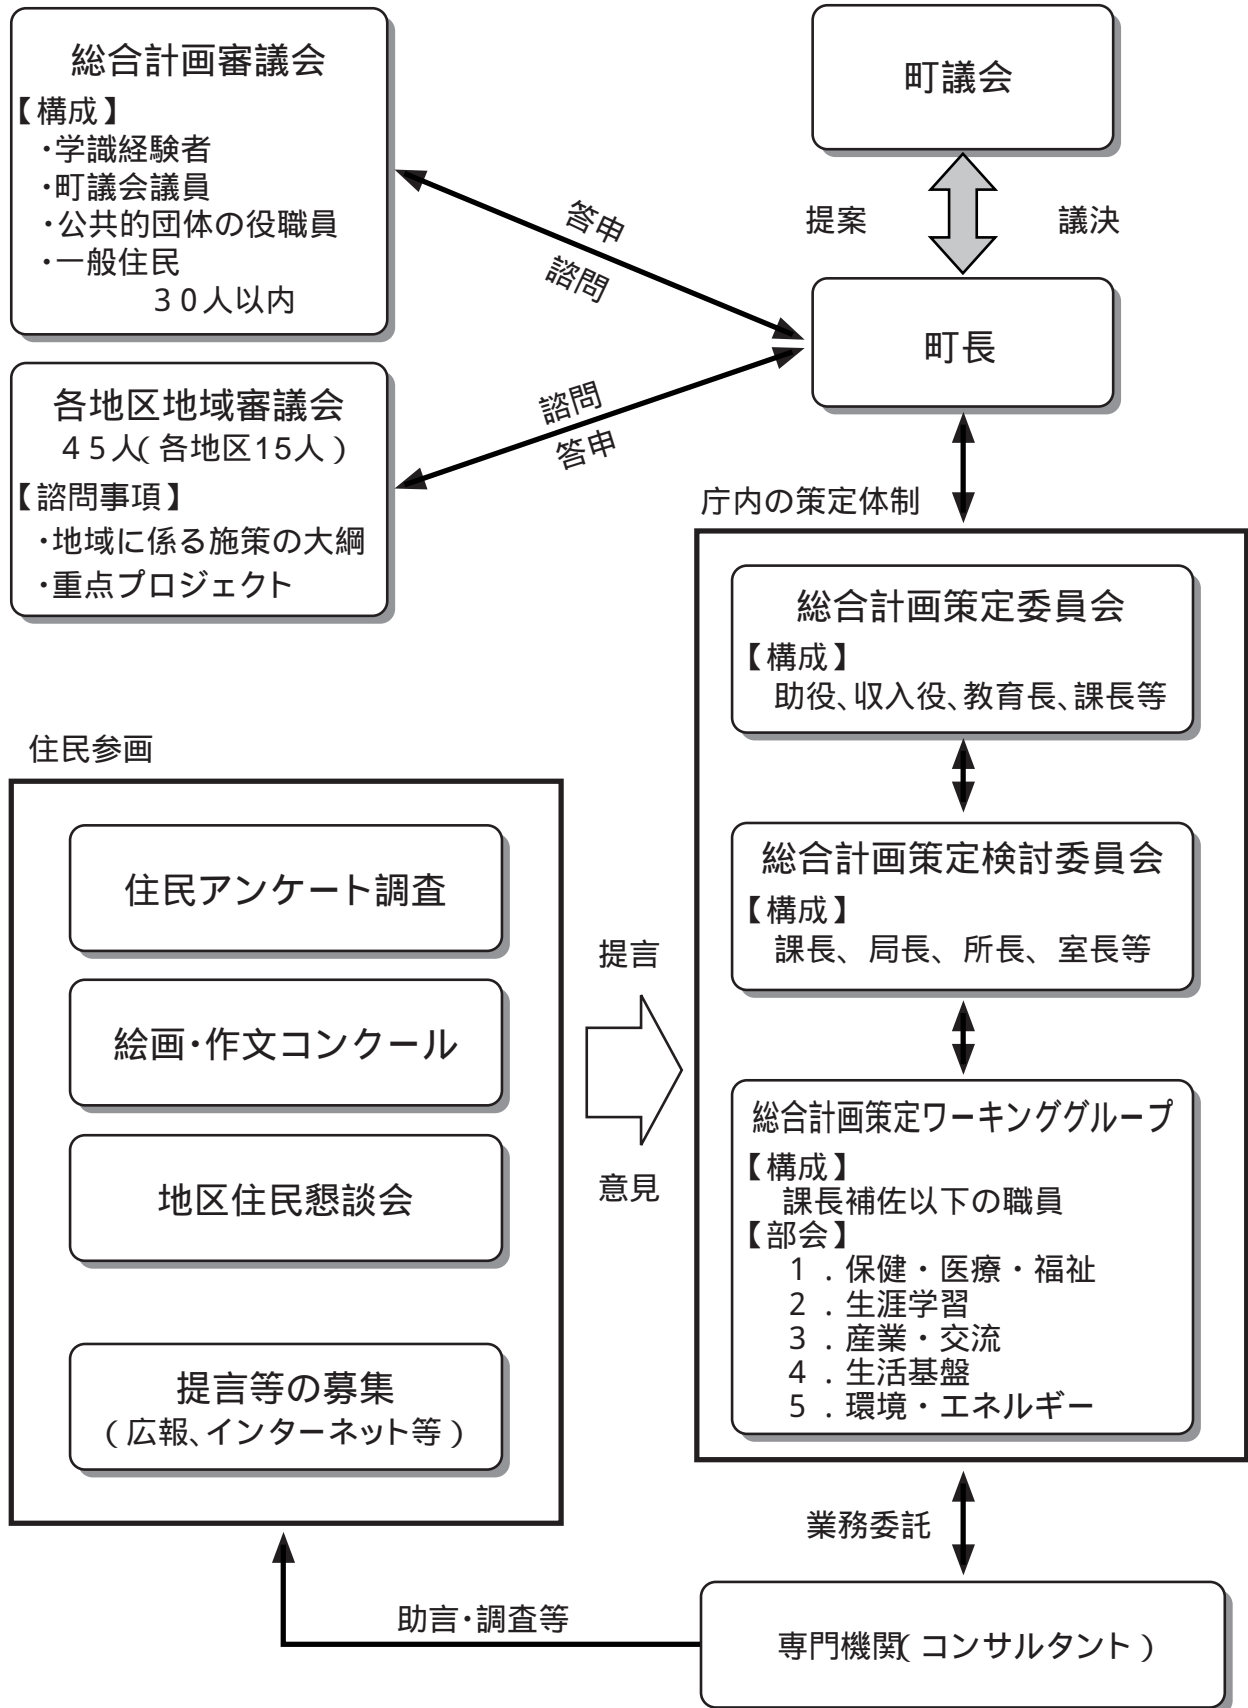 総合計画審議会
【構成】
・学識経験者
・町議会議員
・公共的団体の役職員
・一般住民
30人以内
町議会
提案
議決
答申
諮問
町長
各地区地域審議会
45人(各地区15人)
【諮問事項】
・地域に係る施策の大綱
・重点プロジェクト
諮問
答申
庁内の策定体制
総合計画策定委員会
【構成】
助役、収入役、教育長、課長等
総合計画策定検討委員会
【構成】
課長、局長、所長、室長等
総合計画策定ワーキンググループ
【構成】
課長補佐以下の職員
【部会】
1.保健・医療・福祉
2.生涯学習
3.産業・交流
4.生活基盤
5.環境・エネルギー
住民参画
住民アンケート調査
絵画・作文コンクール
地区住民懇談会
提言等の募集
(広報、インターネット等)
提言
意見
業務委託
助言・調査等
専門機関(コンサルタント)